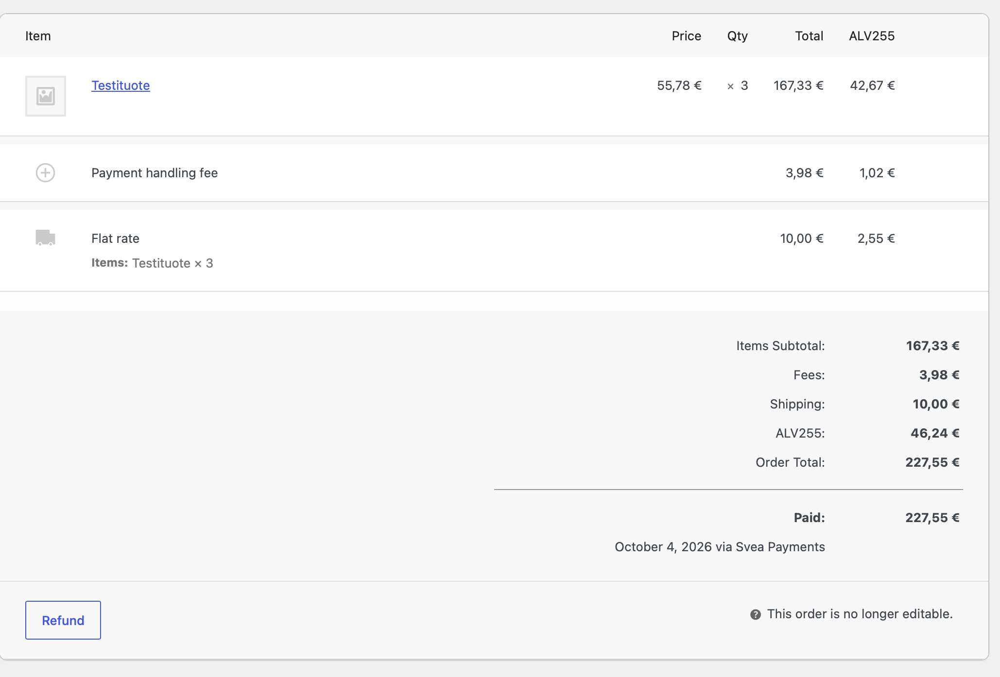 Item Price Qty Total ALV255
Testituote 55,78 € × 3 167,33 € 42,67 €
Payment handling fee 3,98 € 1,02 €
Flat rate 10,00 € 2,55 €
Items: Testituote × 3
Items Subtotal: 167,33 €
Fees: 3,98 €
Shipping: 10,00 €
ALV255: 46,24 €
Order Total: 227,55 €
Paid: 227,55 €
October 4, 2026 via Svea Payments
Refund ? This order is no longer editable.